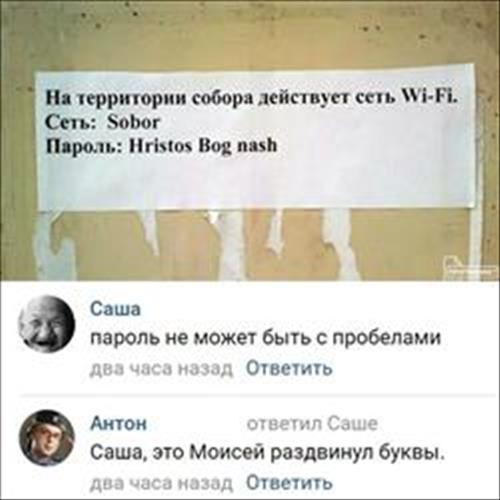 На территории собора действует сеть Wi-Fi.
Сеть: Sobor
Пароль: Hristos Bog nash
Саша
пароль не может быть с пробелами
два часа назад Ответить
Антон ответил Саше
Саша, это Моисей раздвинул буквы.
два часа назад Ответить